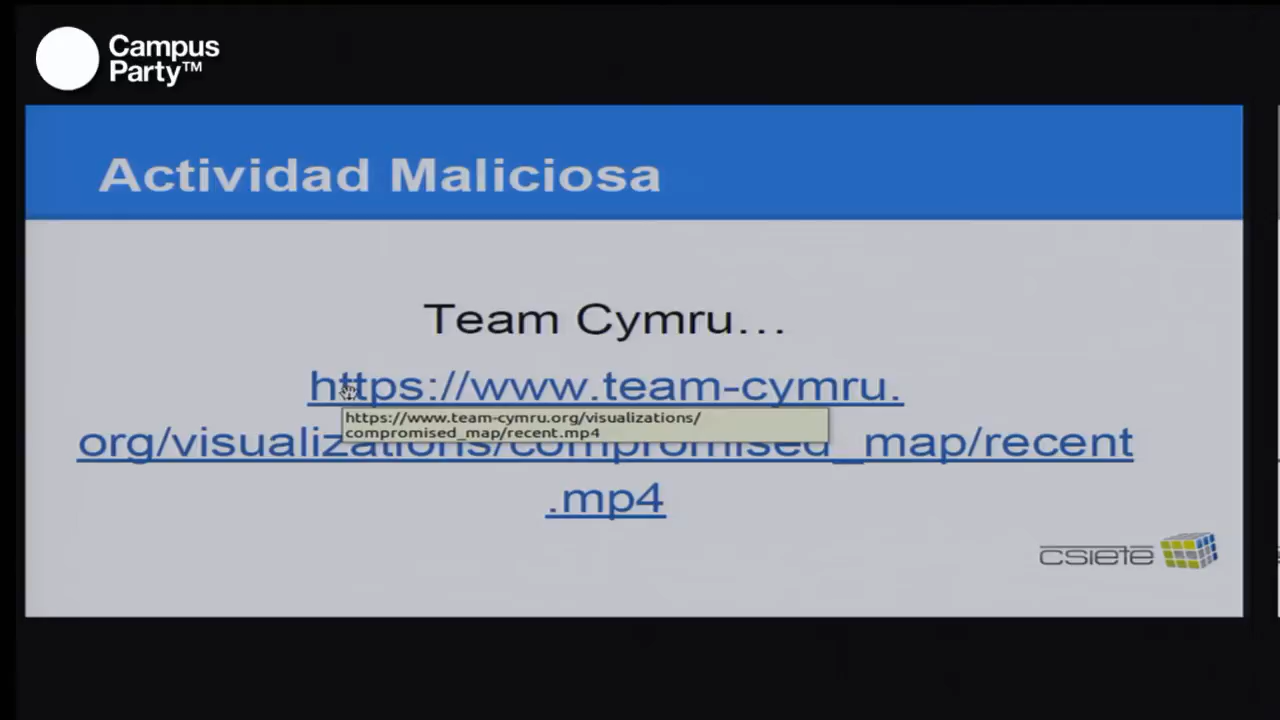 Campus
Party™
Actividad Maliciosa
Team Cymru...
https://www.team-cymru.
https://www.team-cymru.org/visualizations/
compromised_map/recent.mp4
org/visualizations/compromised_map/recent
.mp4
csiete